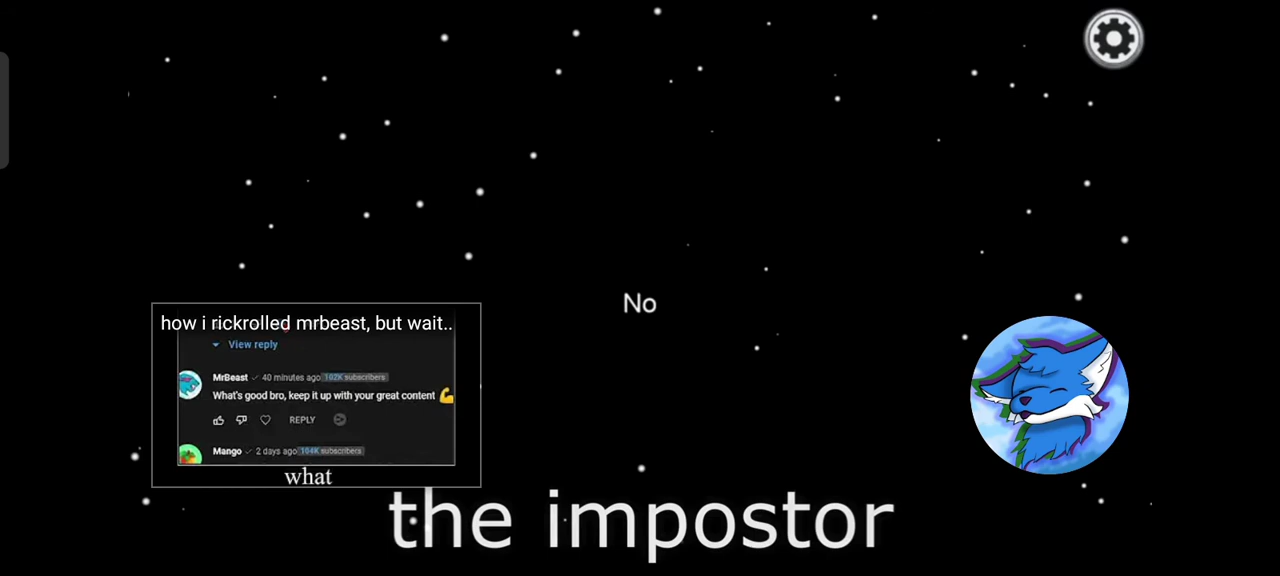 No
how i rickrolled mrbeast, but wait..
View reply
MrBeast 40 minutes ago 102K subscribers
What's good bro, keep it up with your great content 💪
REPLY
Mango 2 days ago 104K subscribers
what
the impostor